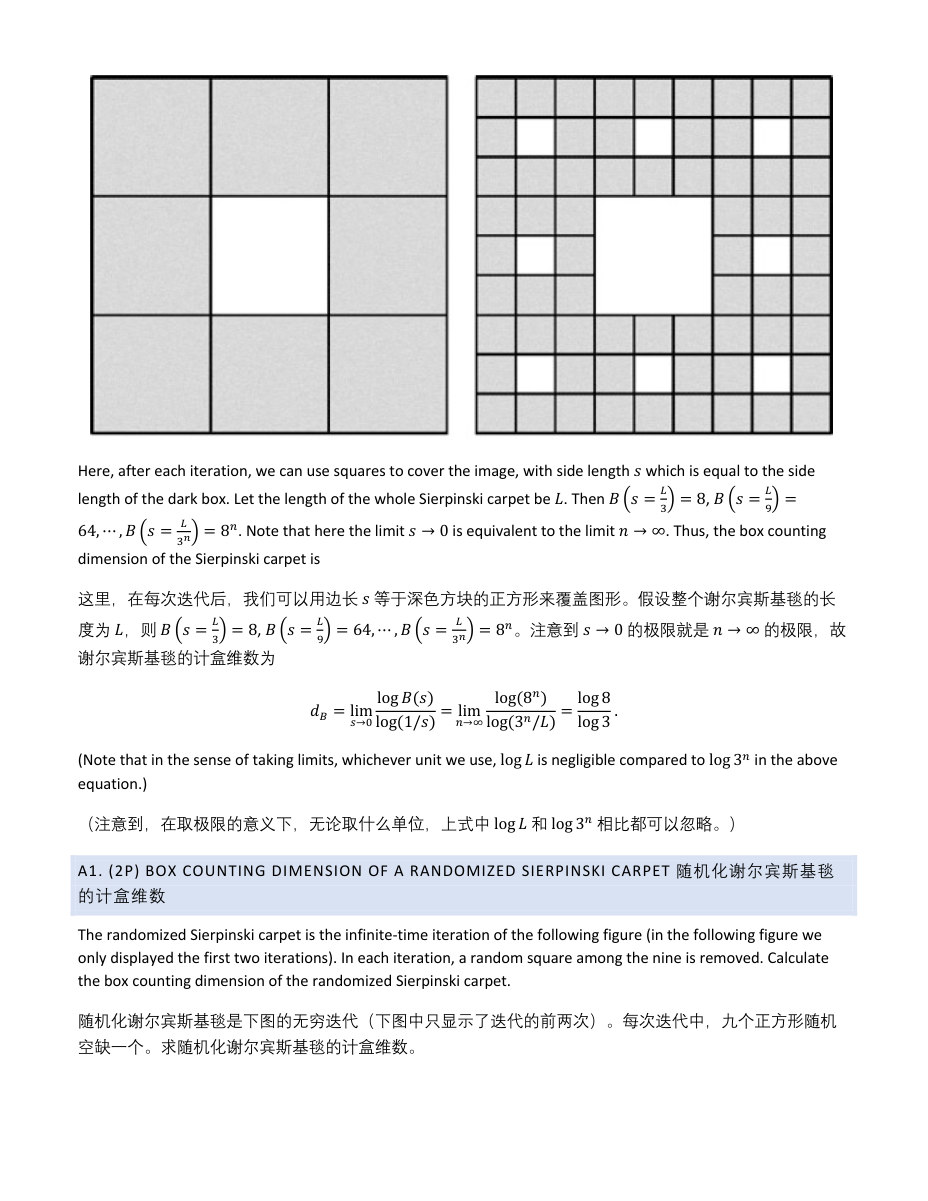 Here, after each iteration, we can use squares to cover the image, with side length s which is equal to the side
length of the dark box. Let the length of the whole Sierpinski carpet be L. Then B(s = L/3) = 8, B(s = L/9) =
64, ⋯, B(s = L/3ⁿ) = 8ⁿ. Note that here the limit s → 0 is equivalent to the limit n → ∞. Thus, the box counting
dimension of the Sierpinski carpet is
这里，在每次迭代后，我们可以用边长 s 等于深色方块的正方形来覆盖图形。假设整个谢尔宾斯基毯的长
度为 L，则 B(s = L/3) = 8, B(s = L/9) = 64, ⋯, B(s = L/3ⁿ) = 8ⁿ。注意到 s → 0 的极限就是 n → ∞ 的极限，故
谢尔宾斯基毯的计盒维数为
d_B = lim_{s→0} log B(s) / log(1/s) = lim_{n→∞} log(8ⁿ) / log(3ⁿ/L) = log 8 / log 3 .
(Note that in the sense of taking limits, whichever unit we use, log L is negligible compared to log 3ⁿ in the above
equation.)
（注意到，在取极限的意义下，无论取什么单位，上式中 log L 和 log 3ⁿ 相比都可以忽略。）
A1. (2P) BOX COUNTING DIMENSION OF A RANDOMIZED SIERPINSKI CARPET 随机化谢尔宾斯基毯
的计盒维数
The randomized Sierpinski carpet is the infinite-time iteration of the following figure (in the following figure we
only displayed the first two iterations). In each iteration, a random square among the nine is removed. Calculate
the box counting dimension of the randomized Sierpinski carpet.
随机化谢尔宾斯基毯是下图的无穷迭代（下图中只显示了迭代的前两次）。每次迭代中，九个正方形随机
空缺一个。求随机化谢尔宾斯基毯的计盒维数。